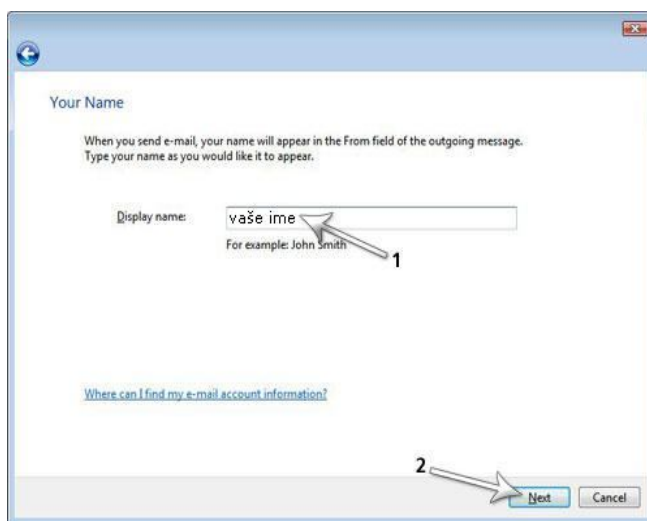 Your Name
When you send e-mail, your name will appear in the From field of the outgoing message.
Type your name as you would like it to appear.
Display name:
vaše ime
For example: John Smith
1
Where can I find my e-mail account information?
2
Next
Cancel